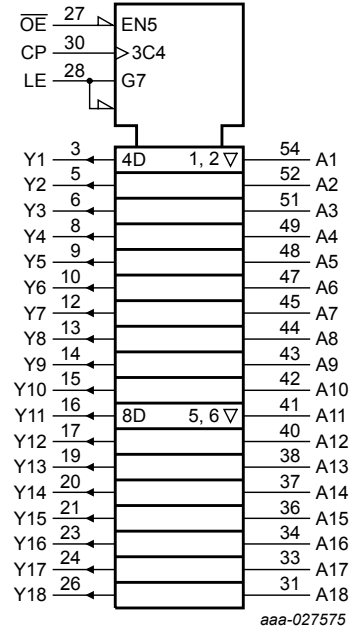 OE 27 EN5
CP 30 3C4
LE 28 G7
Y1 3 4D 1, 2 ▽ 54 A1
Y2 5 52 A2
Y3 6 51 A3
Y4 8 49 A4
Y5 9 48 A5
Y6 10 47 A6
Y7 12 45 A7
Y8 13 44 A8
Y9 14 43 A9
Y10 15 42 A10
Y11 16 8D 5, 6 ▽ 41 A11
Y12 17 40 A12
Y13 19 38 A13
Y14 20 37 A14
Y15 21 36 A15
Y16 23 34 A16
Y17 24 33 A17
Y18 26 31 A18
aaa-027575